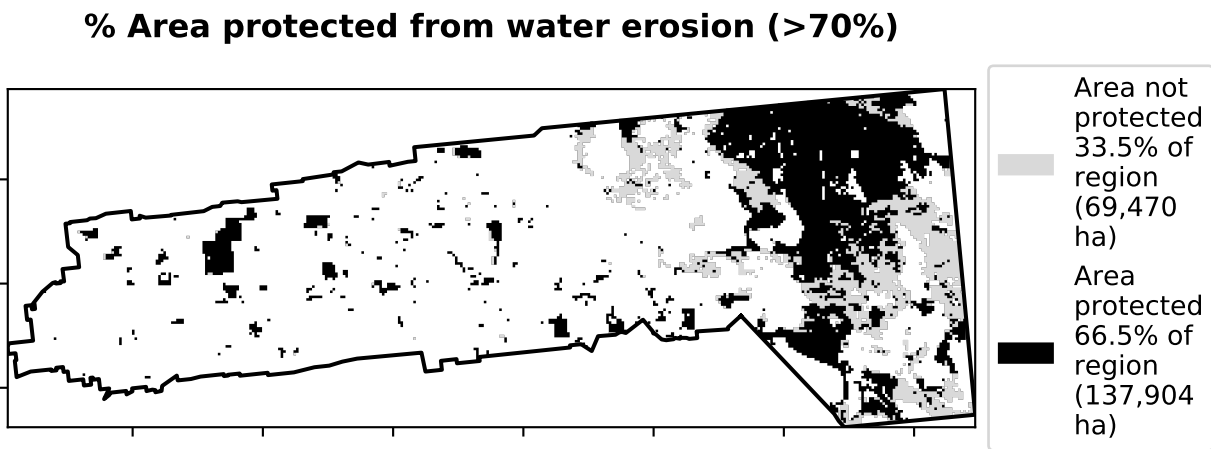 % Area protected from water erosion (>70%)
Area not
protected
33.5% of
region
(69,470
ha)
Area
protected
66.5% of
region
(137,904
ha)